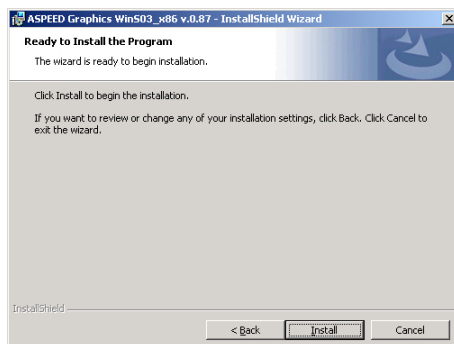 ASPEED Graphics WinS03_x86 v.0.87 - InstallShield Wizard
Ready to Install the Program
The wizard is ready to begin installation.
Click Install to begin the installation.
If you want to review or change any of your installation settings, click Back. Click Cancel to
exit the wizard.
InstallShield
< Back
Install
Cancel